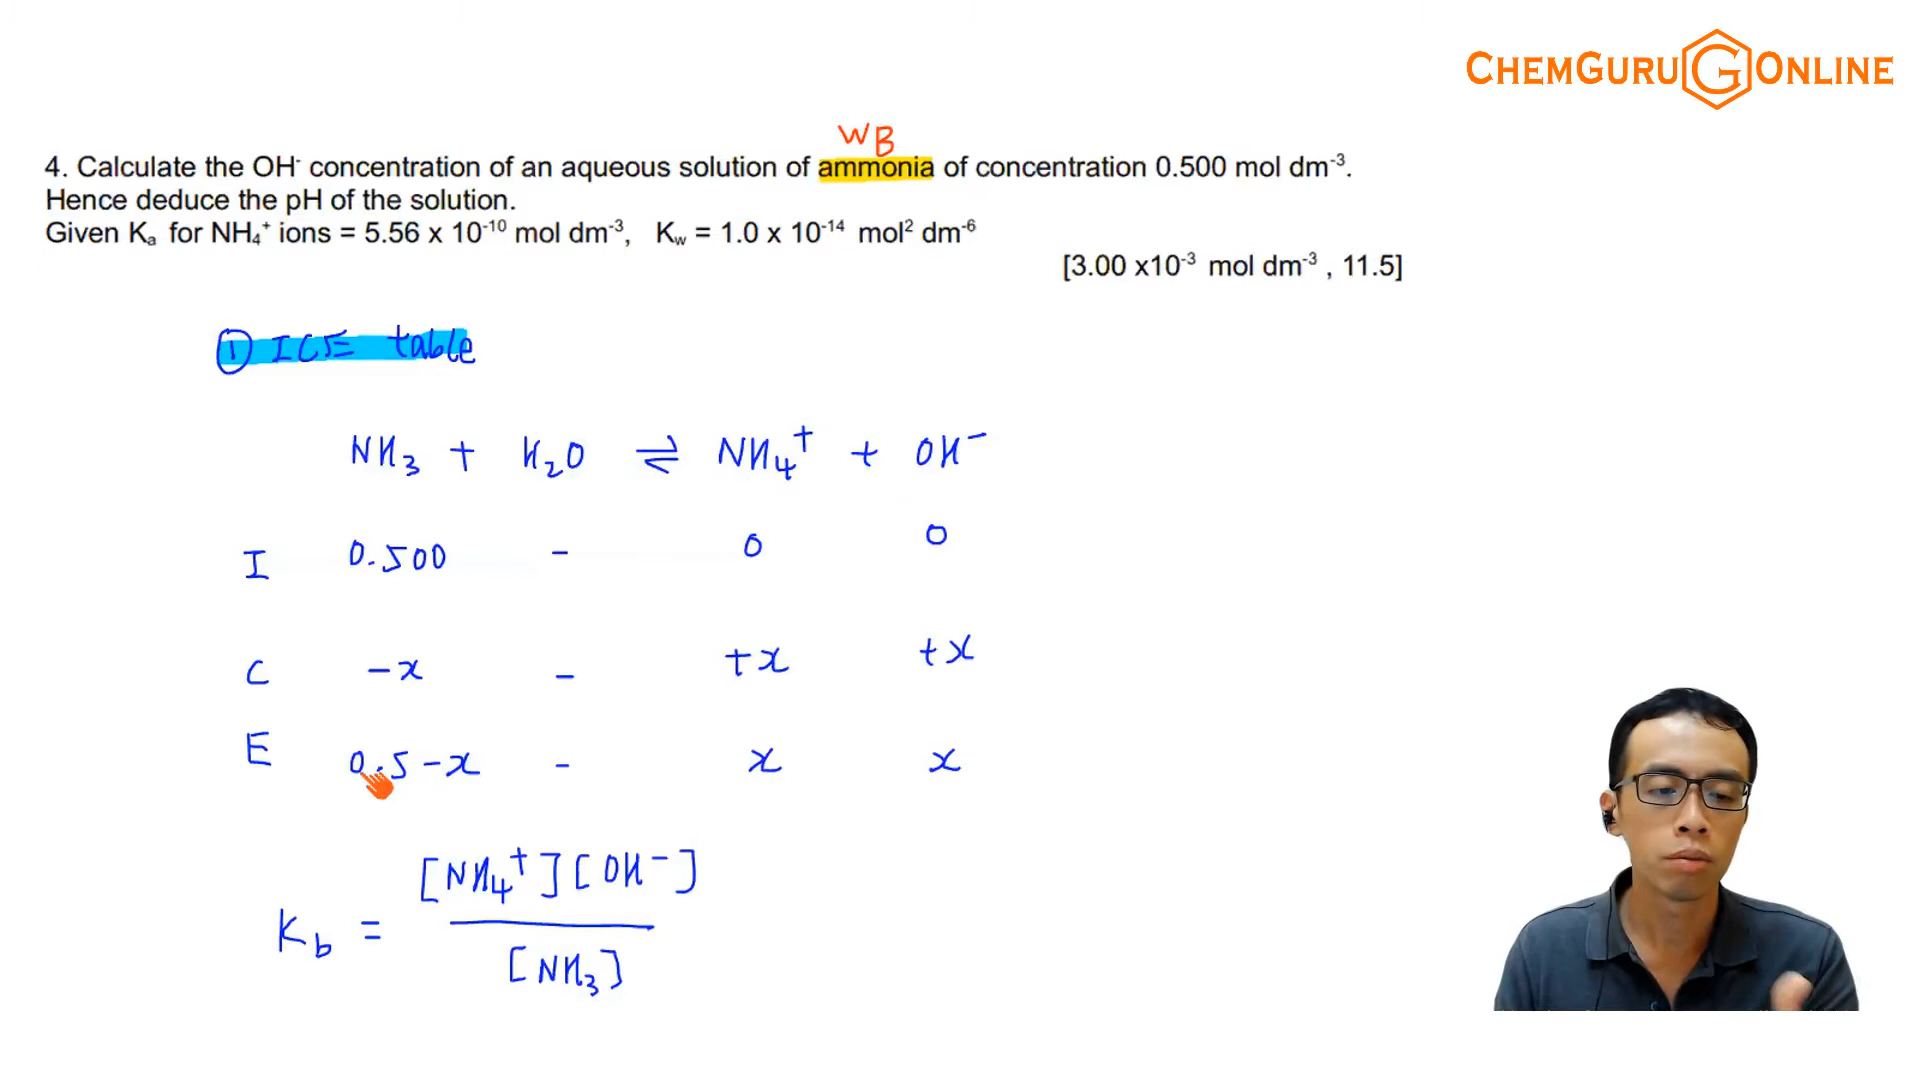 CHEMGURU G ONLINE
WB
4. Calculate the OH⁻ concentration of an aqueous solution of ammonia of concentration 0.500 mol dm⁻³.
Hence deduce the pH of the solution.
Given Kₐ for NH₄⁺ ions = 5.56 x 10⁻¹⁰ mol dm⁻³, K_w = 1.0 x 10⁻¹⁴ mol² dm⁻⁶
[3.00 x10⁻³ mol dm⁻³ , 11.5]
① ICE table
NH₃ + H₂O ⇌ NH₄⁺ + OH⁻
I 0.500 - 0 0
C -x - +x +x
E 0.5-x - x x
[NH₄⁺][OH⁻]
K_b =
[NH₃]